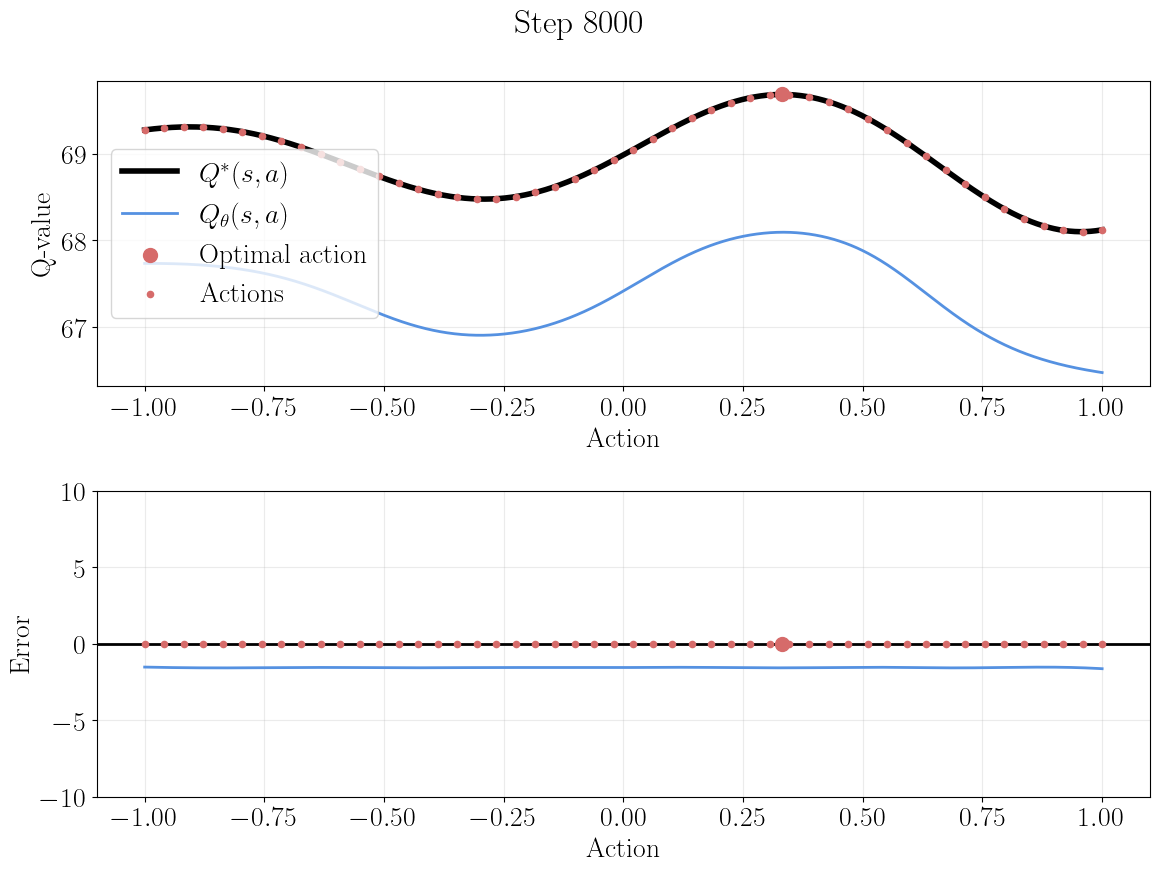 Step 8000
Q-value
69
68
67
Q*(s, a)
Qθ(s, a)
Optimal action
Actions
−1.00 −0.75 −0.50 −0.25 0.00 0.25 0.50 0.75 1.00
Action
Error
10
5
0
−5
−10
−1.00 −0.75 −0.50 −0.25 0.00 0.25 0.50 0.75 1.00
Action